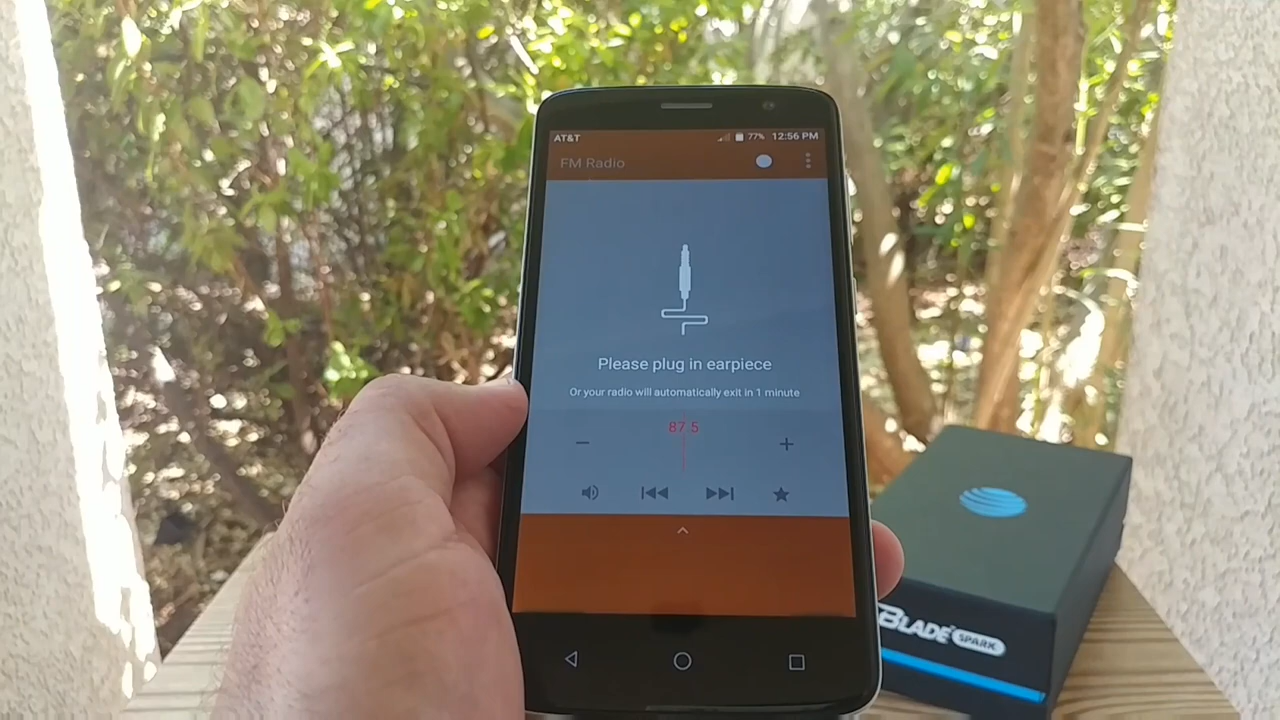 AT&T 77% 12:56 PM
FM Radio
Please plug in earpiece
Or your radio will automatically exit in 1 minute
87.5
BLADE SPARK